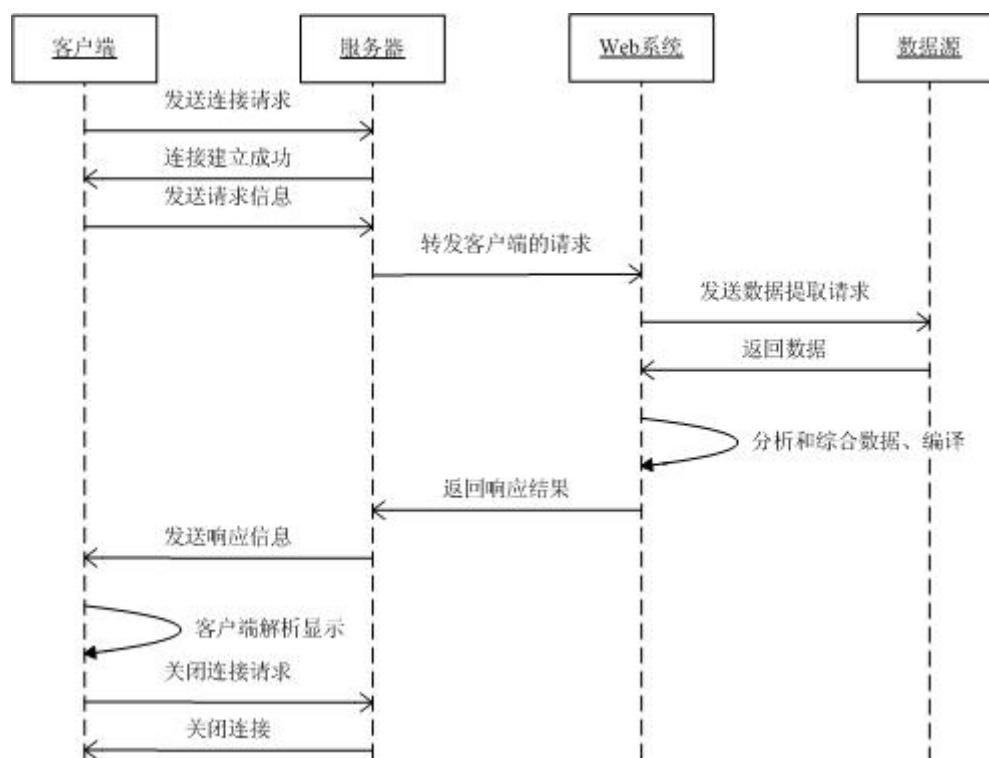 客户端
服务器
Web系统
数据源
发送连接请求
连接建立成功
发送请求信息
转发客户端的请求
发送数据提取请求
返回数据
分析和综合数据、编译
返回响应结果
发送响应信息
客户端解析显示
关闭连接请求
关闭连接